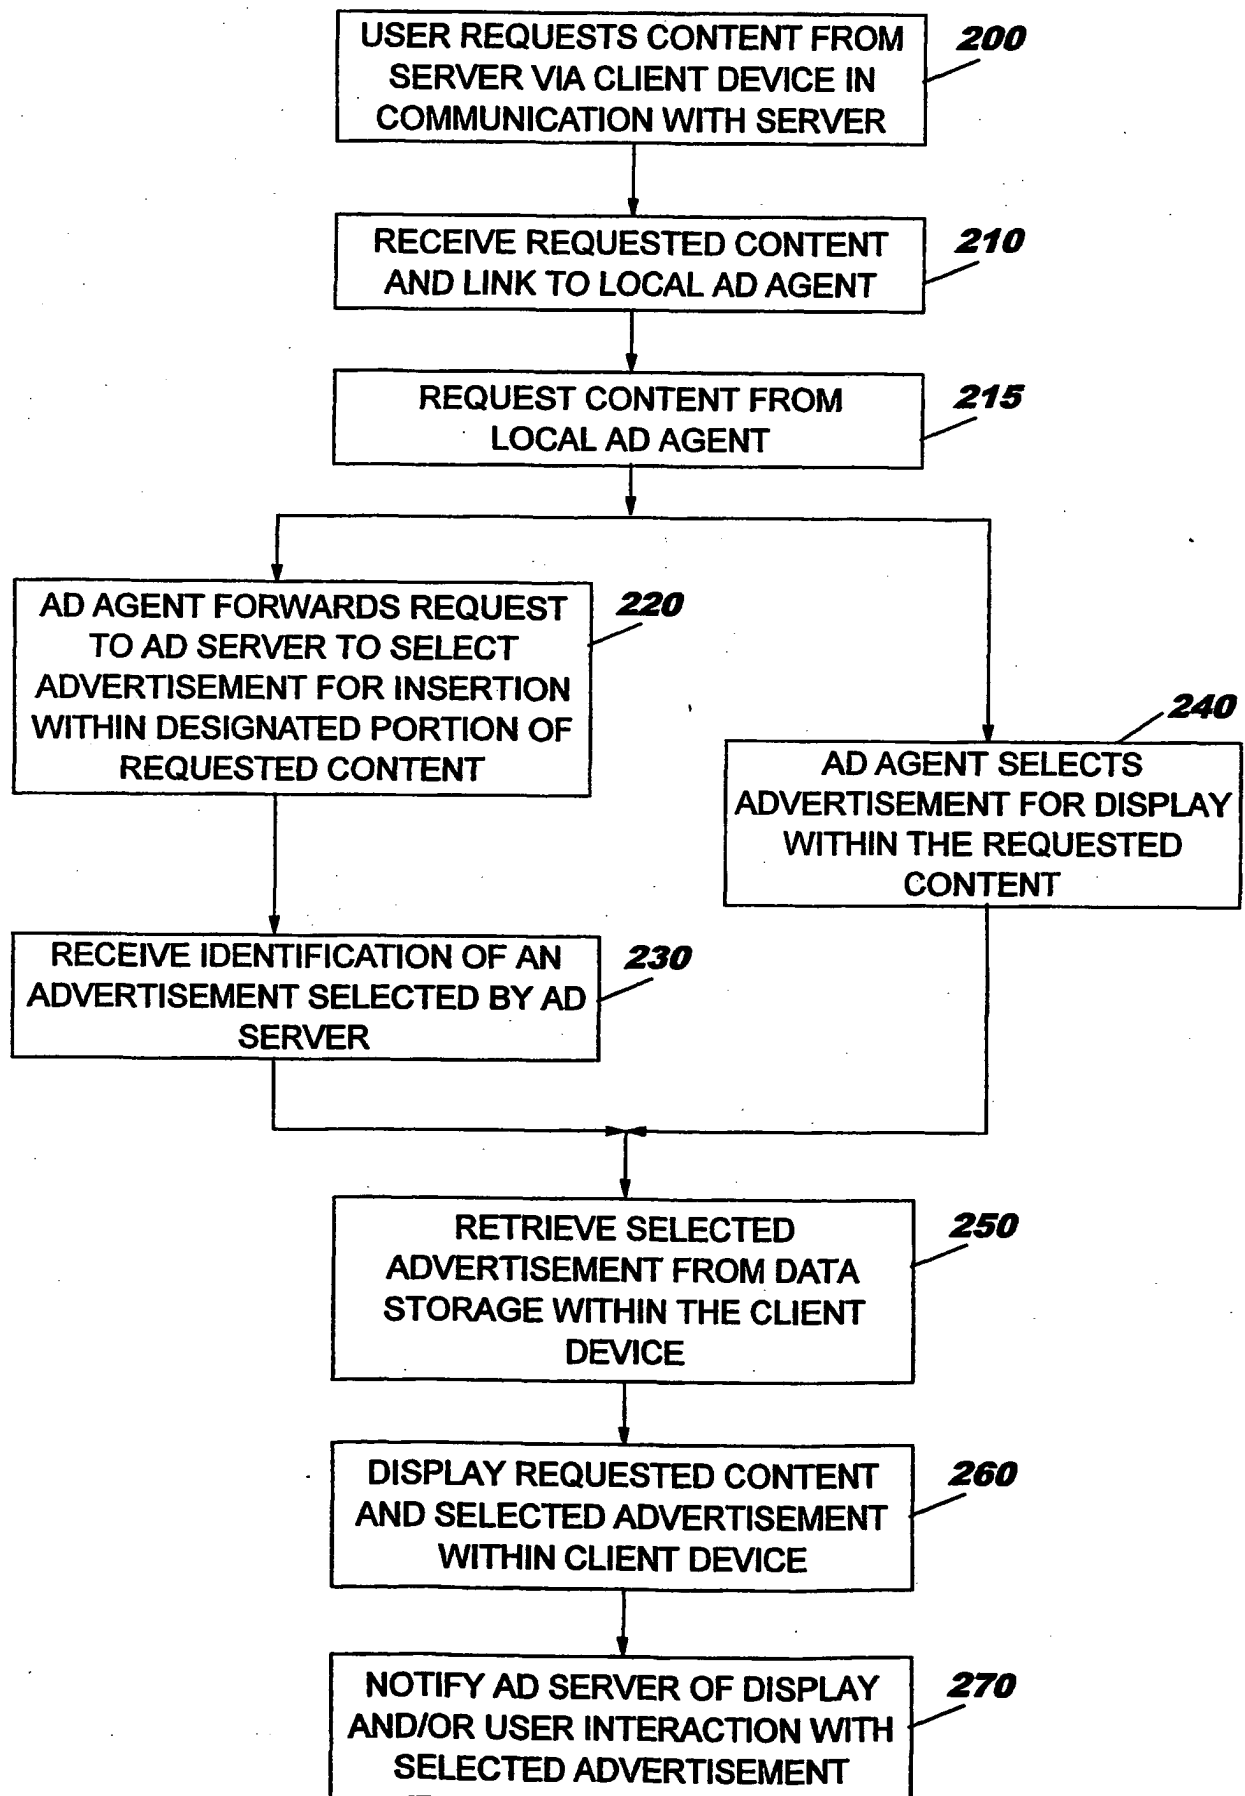 USER REQUESTS CONTENT FROM
SERVER VIA CLIENT DEVICE IN
COMMUNICATION WITH SERVER
200
RECEIVE REQUESTED CONTENT
AND LINK TO LOCAL AD AGENT
210
REQUEST CONTENT FROM
LOCAL AD AGENT
215
AD AGENT FORWARDS REQUEST
TO AD SERVER TO SELECT
ADVERTISEMENT FOR INSERTION
WITHIN DESIGNATED PORTION OF
REQUESTED CONTENT
220
240
AD AGENT SELECTS
ADVERTISEMENT FOR DISPLAY
WITHIN THE REQUESTED
CONTENT
RECEIVE IDENTIFICATION OF AN
ADVERTISEMENT SELECTED BY AD
SERVER
230
RETRIEVE SELECTED
ADVERTISEMENT FROM DATA
STORAGE WITHIN THE CLIENT
DEVICE
250
DISPLAY REQUESTED CONTENT
AND SELECTED ADVERTISEMENT
WITHIN CLIENT DEVICE
260
NOTIFY AD SERVER OF DISPLAY
AND/OR USER INTERACTION WITH
SELECTED ADVERTISEMENT
270